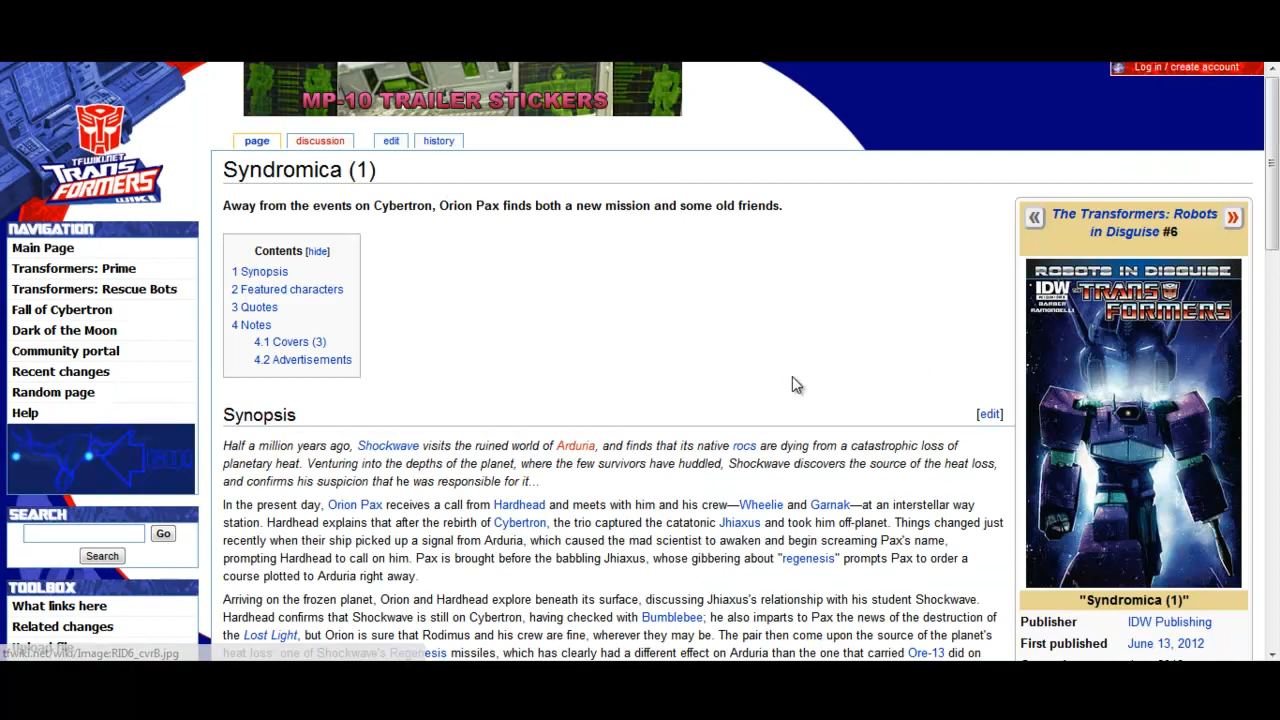 MP-10 TRAILER STICKERS
Log in / create account
TFWIKI.NET
TRANSFORMERS
WIKI
page
discussion
edit
history
Syndromica (1)
Away from the events on Cybertron, Orion Pax finds both a new mission and some old friends.
Contents [hide]
1 Synopsis
2 Featured characters
3 Quotes
4 Notes
4.1 Covers (3)
4.2 Advertisements
Synopsis
[edit]
Half a million years ago, Shockwave visits the ruined world of Arduria, and finds that its native rocs are dying from a catastrophic loss of
planetary heat. Venturing into the depths of the planet, where the few survivors have huddled, Shockwave discovers the source of the heat loss,
and confirms his suspicion that he was responsible for it...
In the present day, Orion Pax receives a call from Hardhead and meets with him and his crew—Wheelie and Garnak—at an interstellar way
station. Hardhead explains that after the rebirth of Cybertron, the trio captured the catatonic Jhiaxus and took him off-planet. Things changed just
recently when their ship picked up a signal from Arduria, which caused the mad scientist to awaken and begin screaming Pax's name,
prompting Hardhead to call on him. Pax is brought before the babbling Jhiaxus, whose gibbering about "regenesis" prompts Pax to order a
course plotted to Arduria right away.
Arriving on the frozen planet, Orion and Hardhead explore beneath its surface, discussing Jhiaxus's relationship with his student Shockwave.
Hardhead confirms that Shockwave is still on Cybertron, having checked with Bumblebee; he also imparts to Pax the news of the destruction of
the Lost Light, but Orion is sure that Rodimus and his crew are fine, wherever they may be. The pair then come upon the source of the planet's
heat loss: one of Shockwave's Regenesis missiles, which has clearly had a different effect on Arduria than the one that carried Ore-13 did on
The Transformers: Robots
in Disguise #6
ROBOTS IN DISGUISE
IDW
THE
TRANSFORMERS
BARBER
RAMONDELLI
"Syndromica (1)"
Publisher
IDW Publishing
First published
June 13, 2012
NAVIGATION
Main Page
Transformers: Prime
Transformers: Rescue Bots
Fall of Cybertron
Dark of the Moon
Community portal
Recent changes
Random page
Help
SEARCH
Go
Search
TOOLBOX
What links here
Related changes
Upload file
tfwiki.net/wiki/Image:RID6_cvrB.jpg